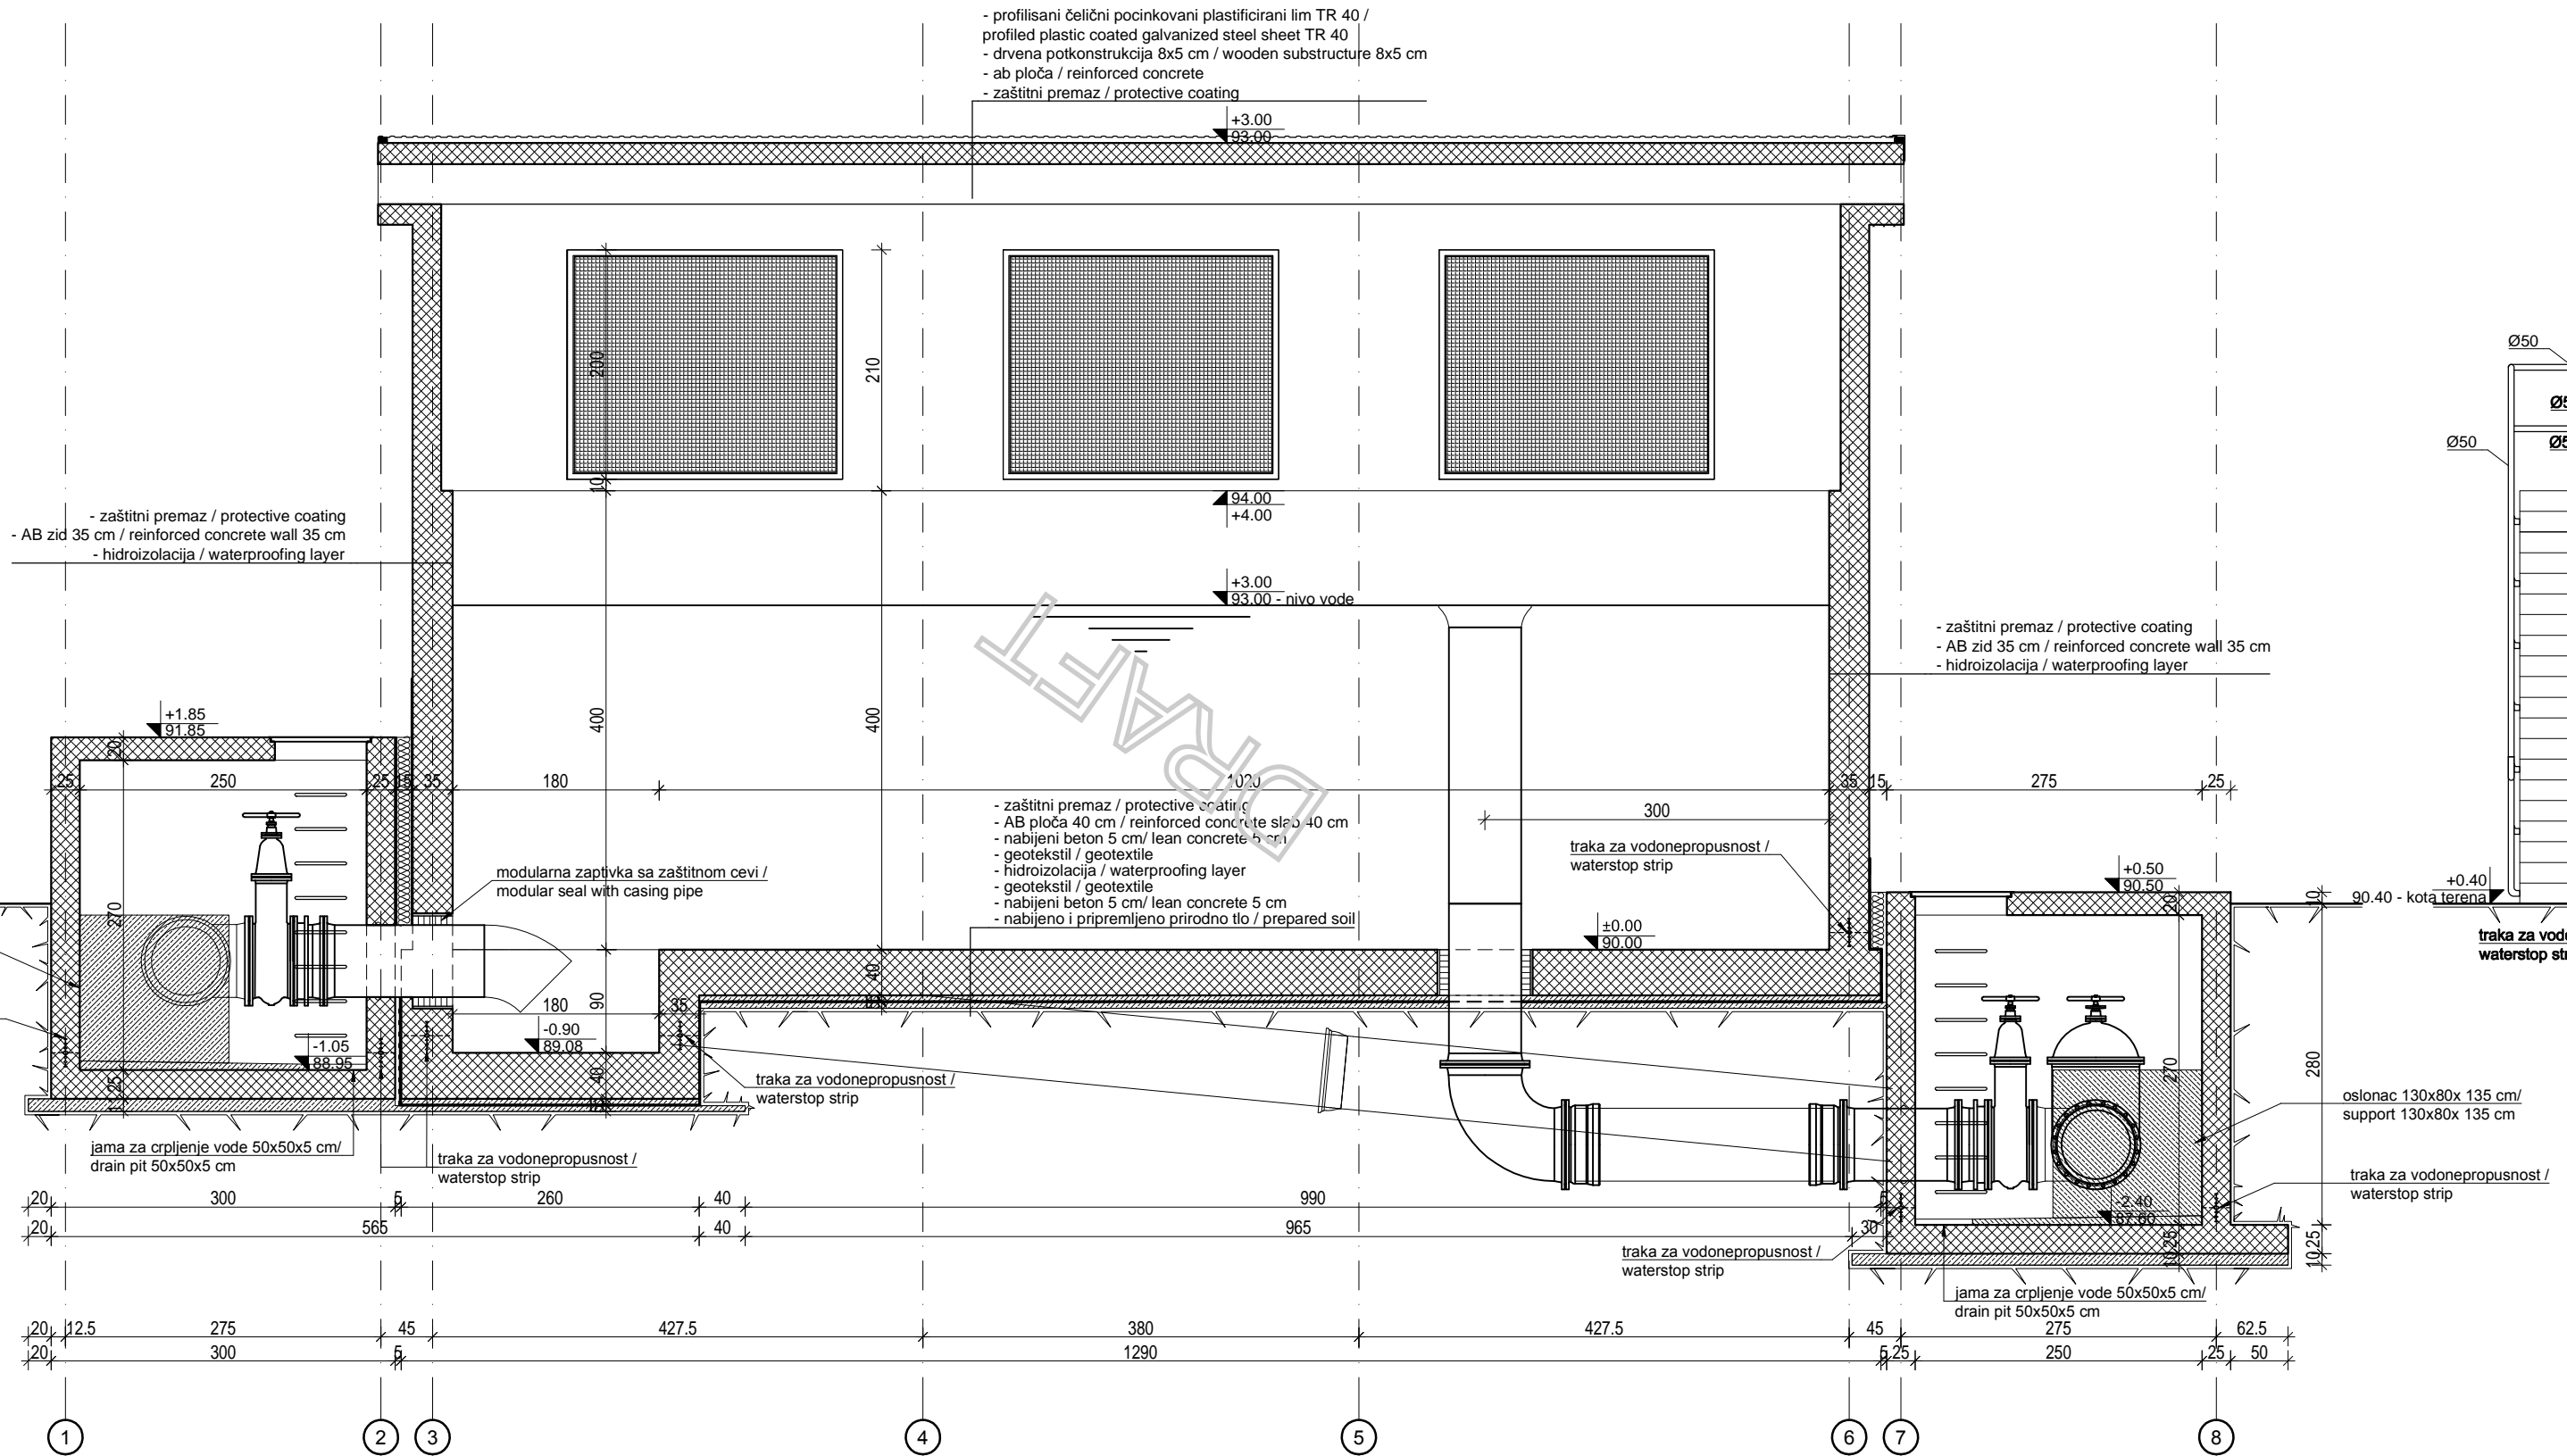 - profilisani čelični pocinkovani plastificirani lim TR 40 /
profiled plastic coated galvanized steel sheet TR 40
- drvena potkonstrukcija 8x5 cm / wooden substructure 8x5 cm
- ab ploča / reinforced concrete
- zaštitni premaz / protective coating
+3.00
93.00
200
10
210
94.00
+4.00
- zaštitni premaz / protective coating
- AB zid 35 cm / reinforced concrete wall 35 cm
- hidroizolacija / waterproofing layer
+3.00
93.00 - nivo vode
DRAFT
400
400
- zaštitni premaz / protective coating
- AB zid 35 cm / reinforced concrete wall 35 cm
- hidroizolacija / waterproofing layer
Ø50
Ø50
+1.85
91.85
20
25 250 25 15 35 180 1020 35 15 275 25
300
- zaštitni premaz / protective coating
- AB ploča 40 cm / reinforced concrete slab 40 cm
- nabijeni beton 5 cm/ lean concrete 5 cm
- geotekstil / geotextile
- hidroizolacija / waterproofing layer
- geotekstil / geotextile
- nabijeni beton 5 cm/ lean concrete 5 cm
- nabijeno i pripremljeno prirodno tlo / prepared soil
modularna zaptivka sa zaštitnom cevi /
modular seal with casing pipe
traka za vodonepropusnost /
waterstop strip
±0.00
90.00
+0.50
90.50
+0.40
90.40 - kota terena
10
20
270
40
90
180 35
-0.90
89.08
-1.05
88.95
25
40
traka za vodonepropusnost /
waterstop strip
jama za crpljenje vode 50x50x5 cm/
drain pit 50x50x5 cm
traka za vodonepropusnost /
waterstop strip
270
280
oslonac 130x80x 135 cm/
support 130x80x 135 cm
traka za vodonepropusnost /
waterstop strip
-2.40
87.60
20 300 5 260 40 990 5
20 565 40 965 30
traka za vodonepropusnost /
waterstop strip
10 25
10 25
jama za crpljenje vode 50x50x5 cm/
drain pit 50x50x5 cm
20 12.5 275 45 427.5 380 427.5 45 275 62.5
20 300 5 1290 5 25 250 25 50
1 2 3 4 5 6 7 8
waterstop